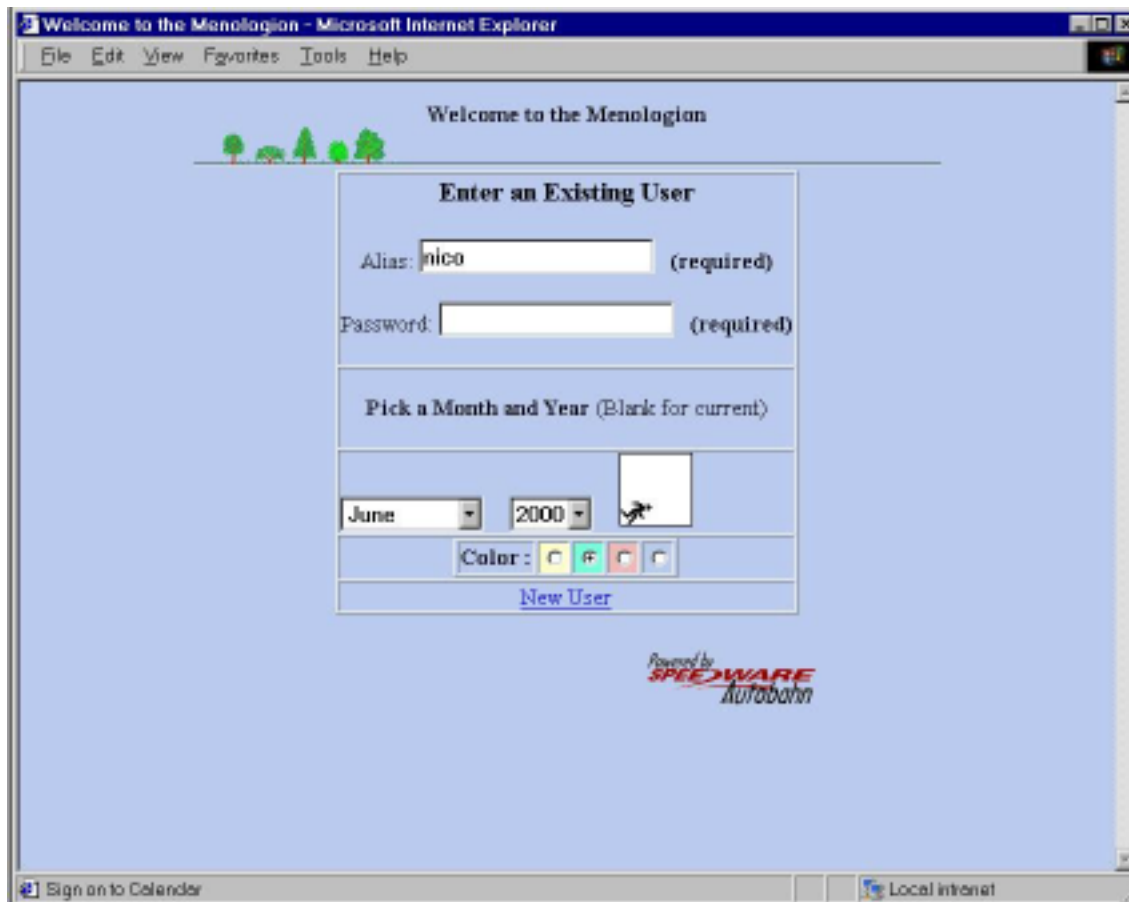 Welcome to the Menologion - Microsoft Internet Explorer
File Edit View Favorites Tools Help
Welcome to the Menologion
Enter an Existing User
Alias: nico (required)
Password: (required)
Pick a Month and Year (Blank for current)
June 2000
Color :
New User
Powered by
SPEEDWARE
Autobahn
Sign on to Calendar Local intranet